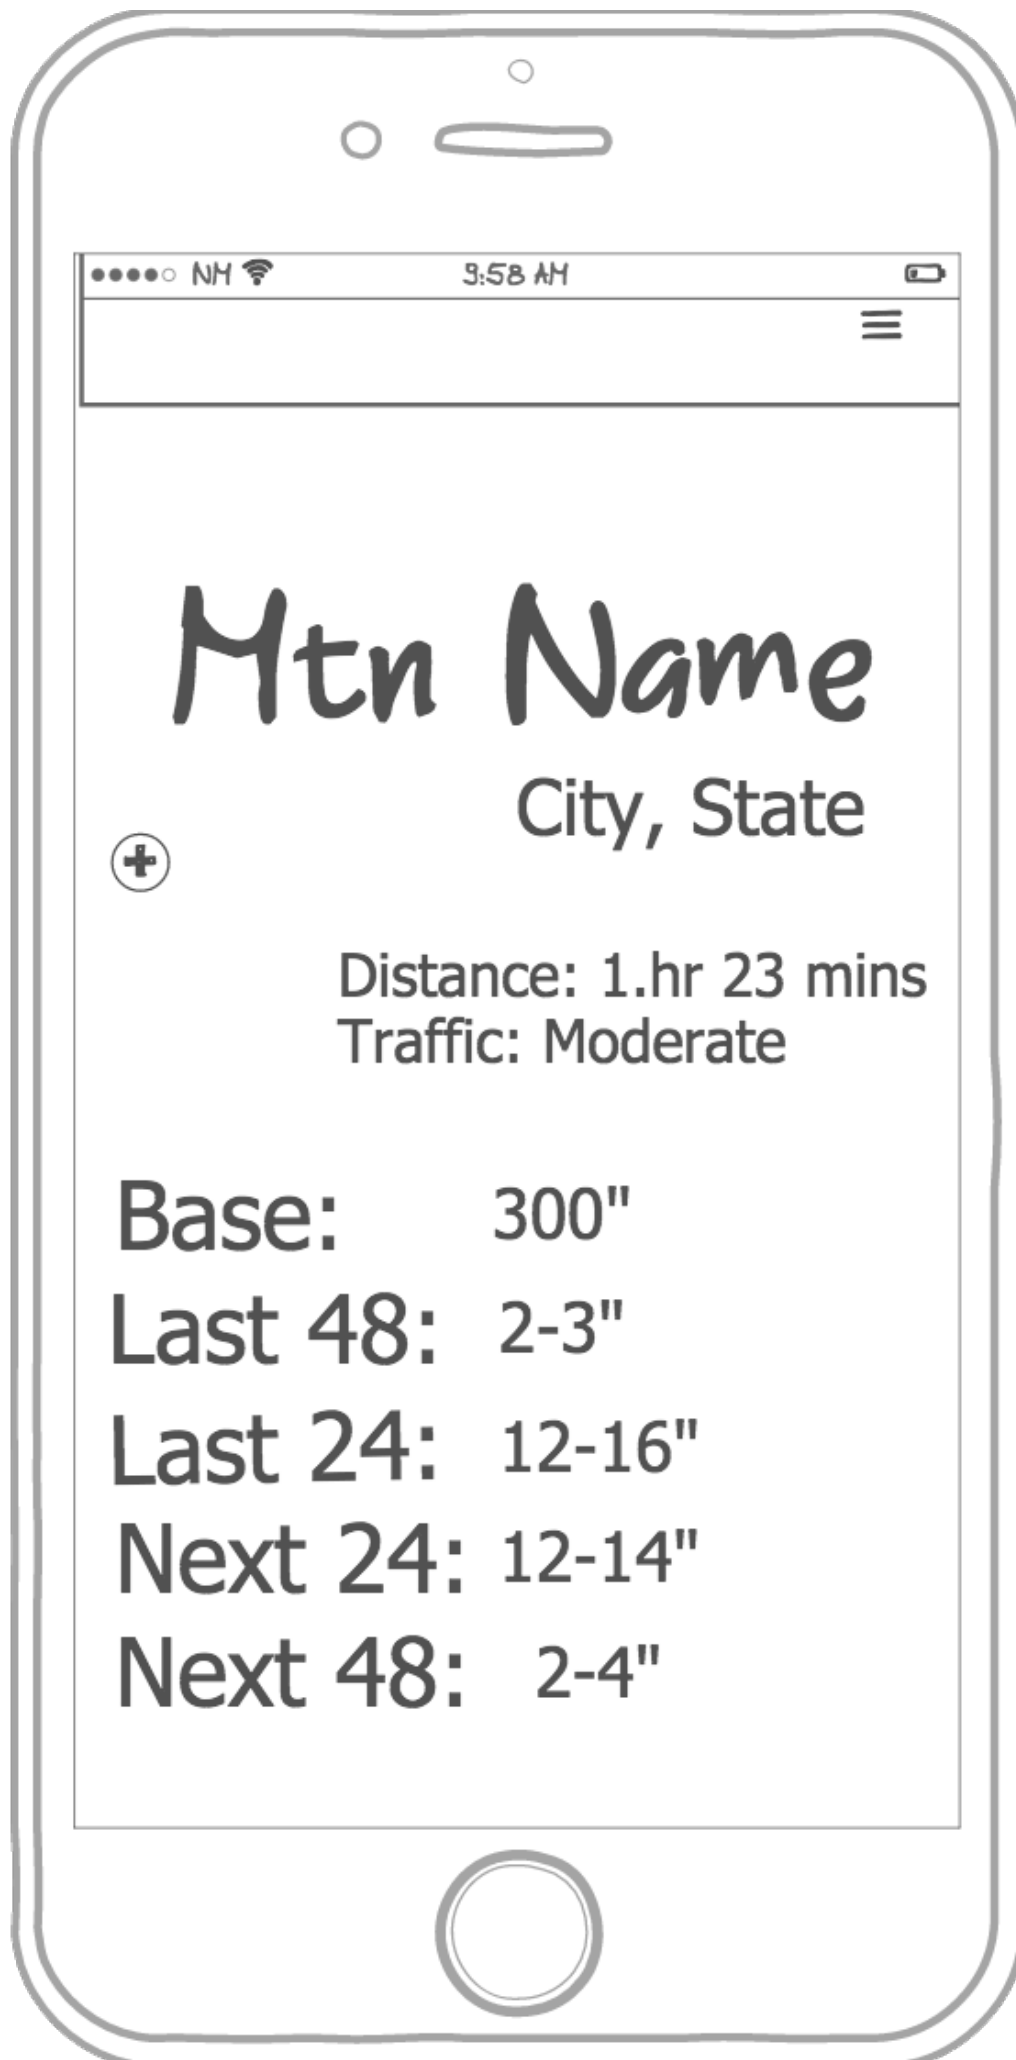 NM 9:58 AM
Mtn Name
City, State
Distance: 1.hr 23 mins
Traffic: Moderate
Base: 300"
Last 48: 2-3"
Last 24: 12-16"
Next 24: 12-14"
Next 48: 2-4"